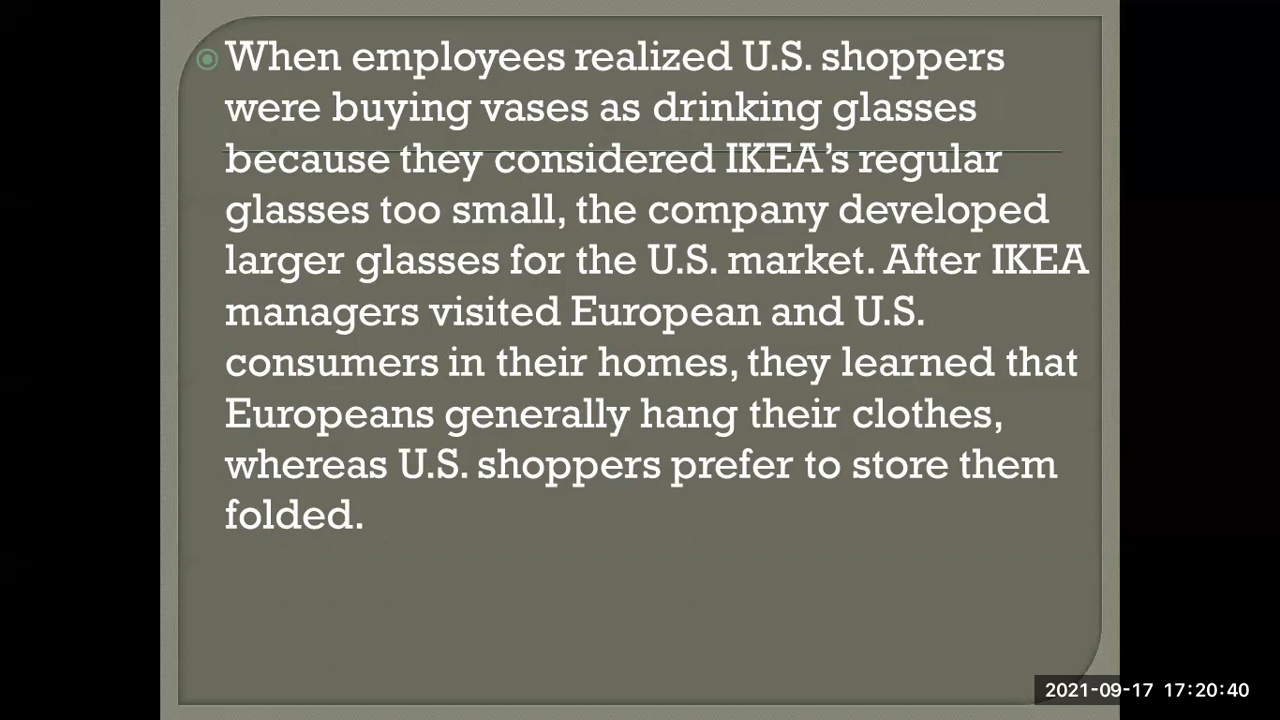 When employees realized U.S. shoppers
were buying vases as drinking glasses
because they considered IKEA’s regular
glasses too small, the company developed
larger glasses for the U.S. market. After IKEA
managers visited European and U.S.
consumers in their homes, they learned that
Europeans generally hang their clothes,
whereas U.S. shoppers prefer to store them
folded.
2021-09-17 17:20:40